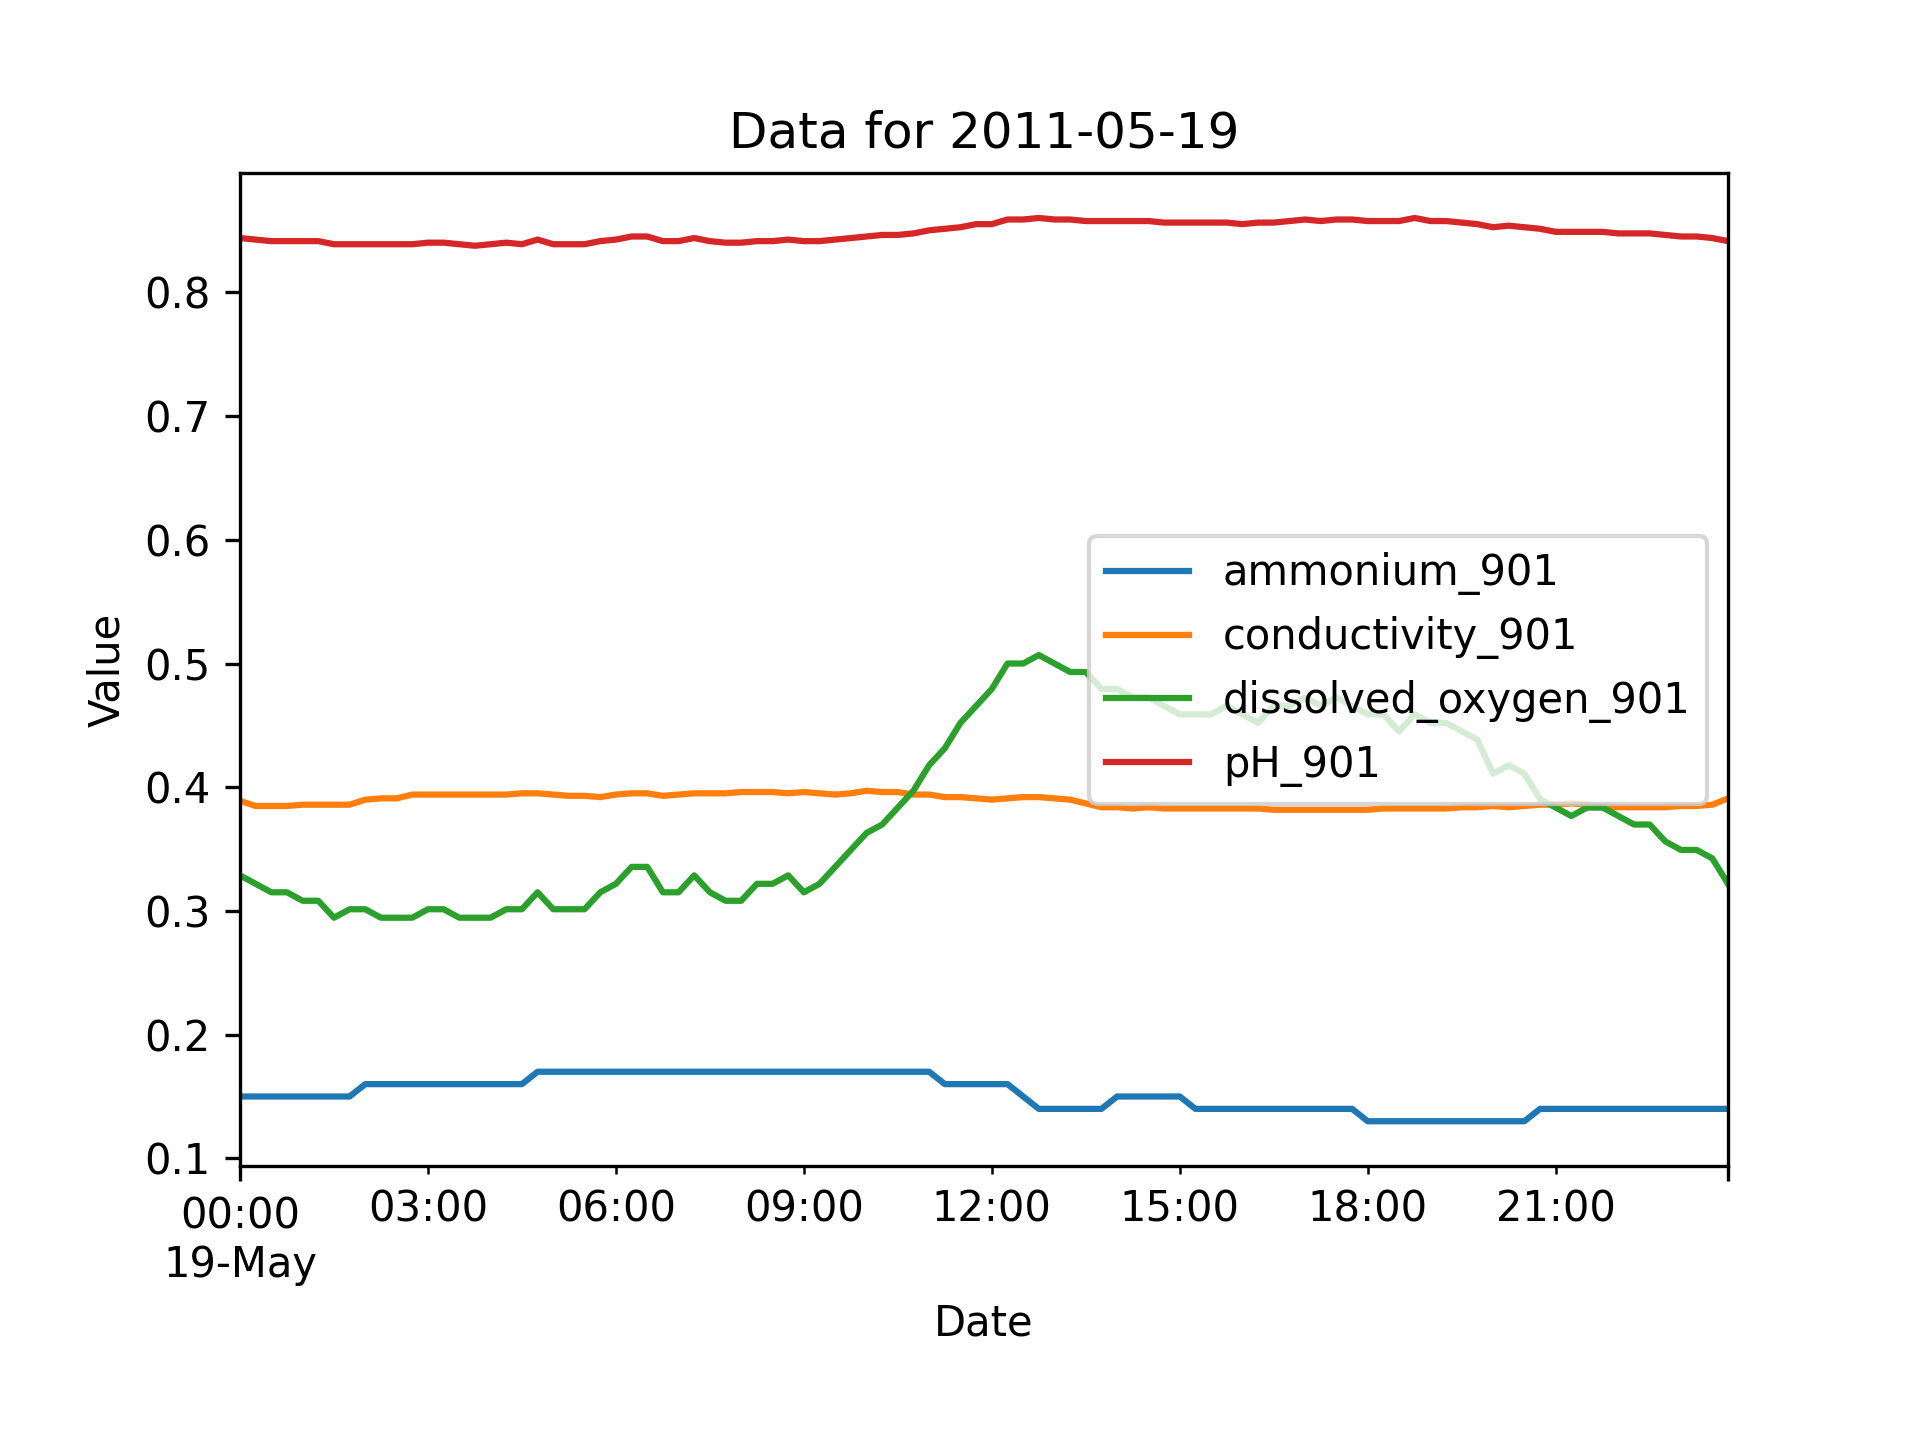 Data for 2011-05-19
Value
0.8
0.7
0.6
0.5
0.4
0.3
0.2
0.1
ammonium_901
conductivity_901
dissolved_oxygen_901
pH_901
00:00 03:00 06:00 09:00 12:00 15:00 18:00 21:00
19-May
Date